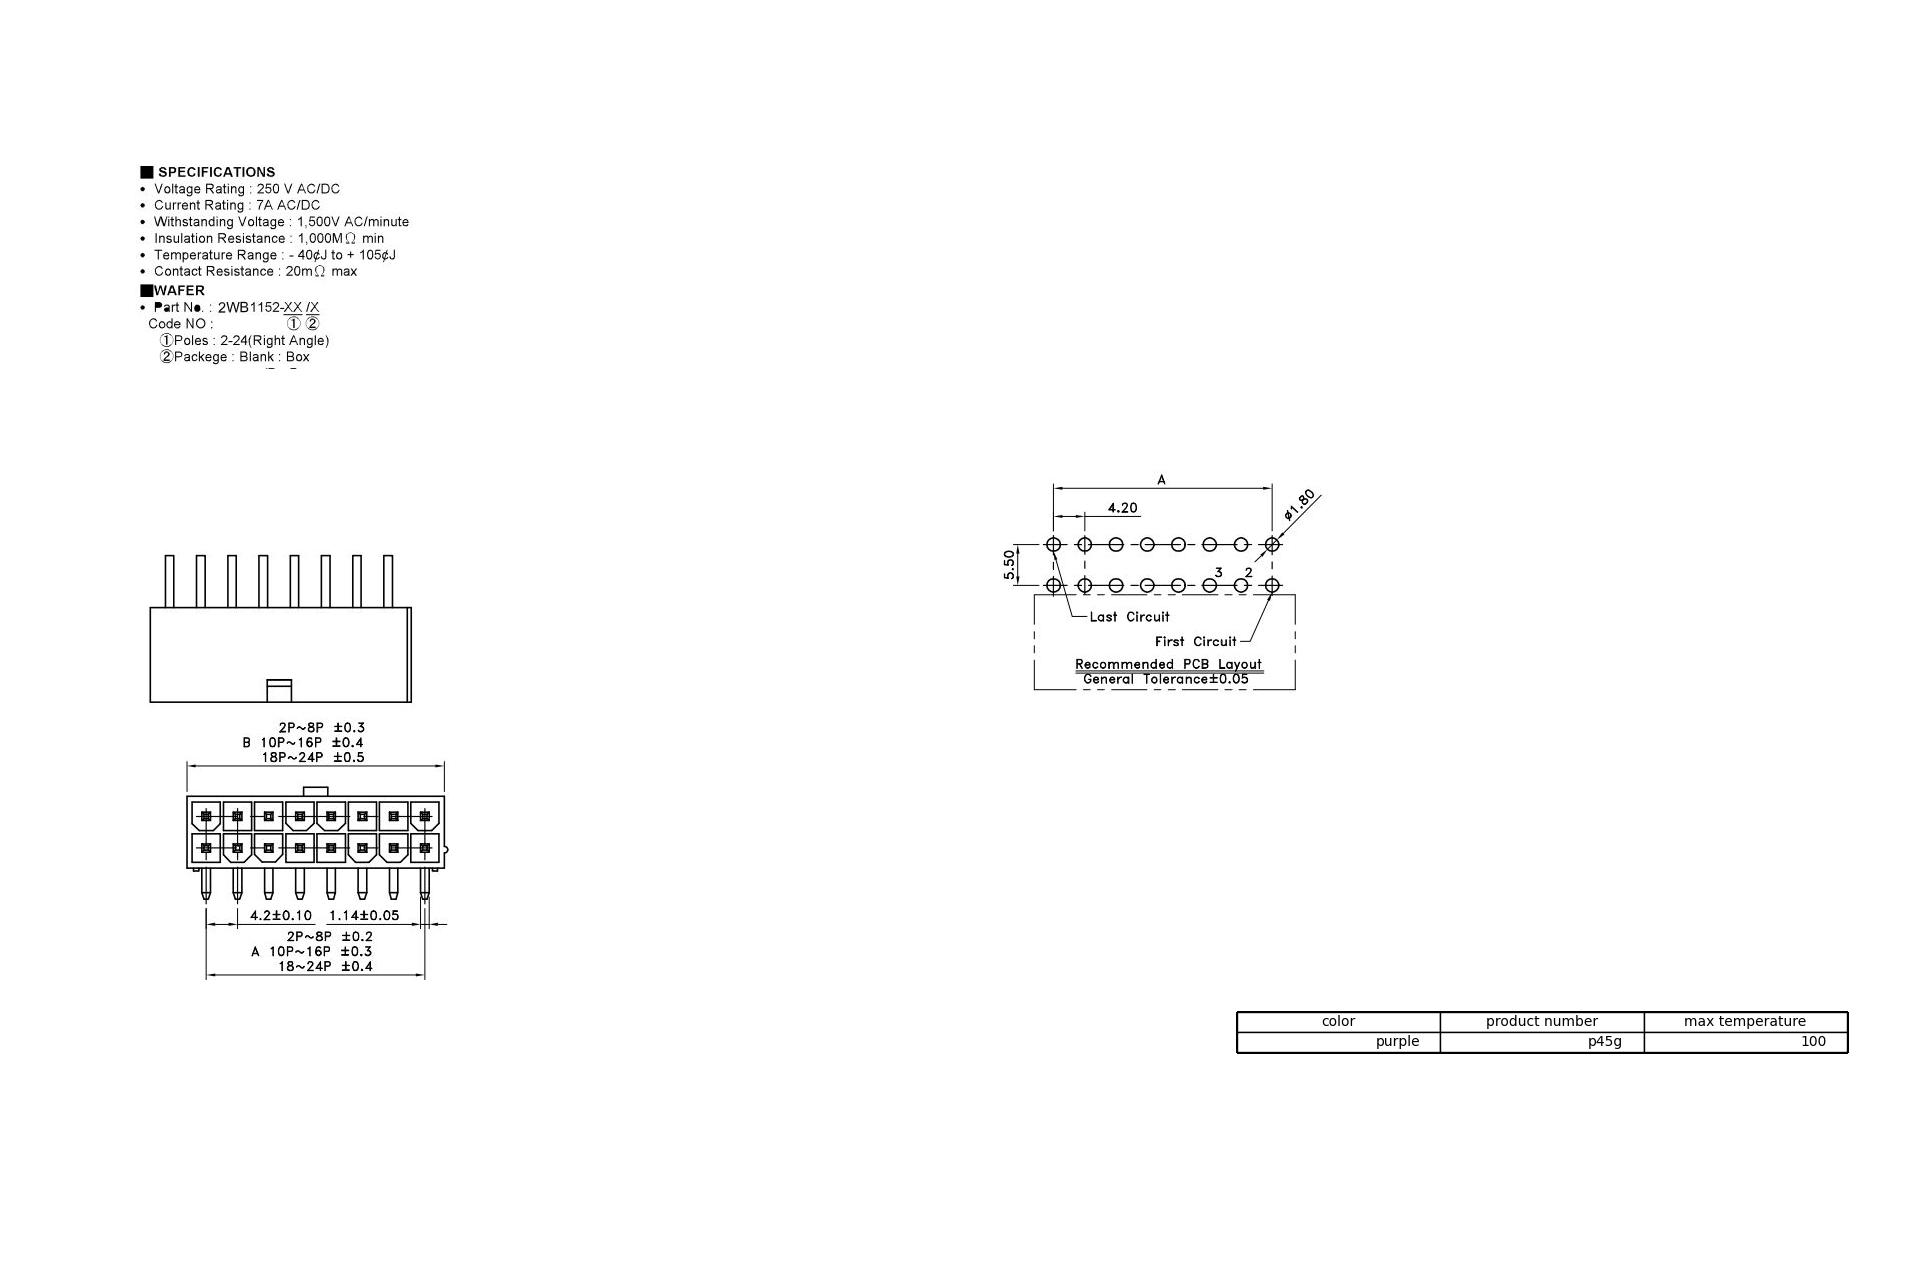 ■ SPECIFICATIONS
• Voltage Rating : 250 V AC/DC
• Current Rating : 7A AC/DC
• Withstanding Voltage : 1,500V AC/minute
• Insulation Resistance : 1,000MΩ min
• Temperature Range : - 40¢J to + 105¢J
• Contact Resistance : 20mΩ max
■WAFER
• Part No. : 2WB1152-XX /X
Code NO : ① ②
①Poles : 2-24(Right Angle)
②Packege : Blank : Box
A
4.20
ø1.80
5.50
3 2
Last Circuit
First Circuit
Recommended PCB Layout
General Tolerance±0.05
2P~8P ±0.3
B 10P~16P ±0.4
18P~24P ±0.5
4.2±0.10 1.14±0.05
2P~8P ±0.2
A 10P~16P ±0.3
18~24P ±0.4
color product number max temperature
purple p45g 100